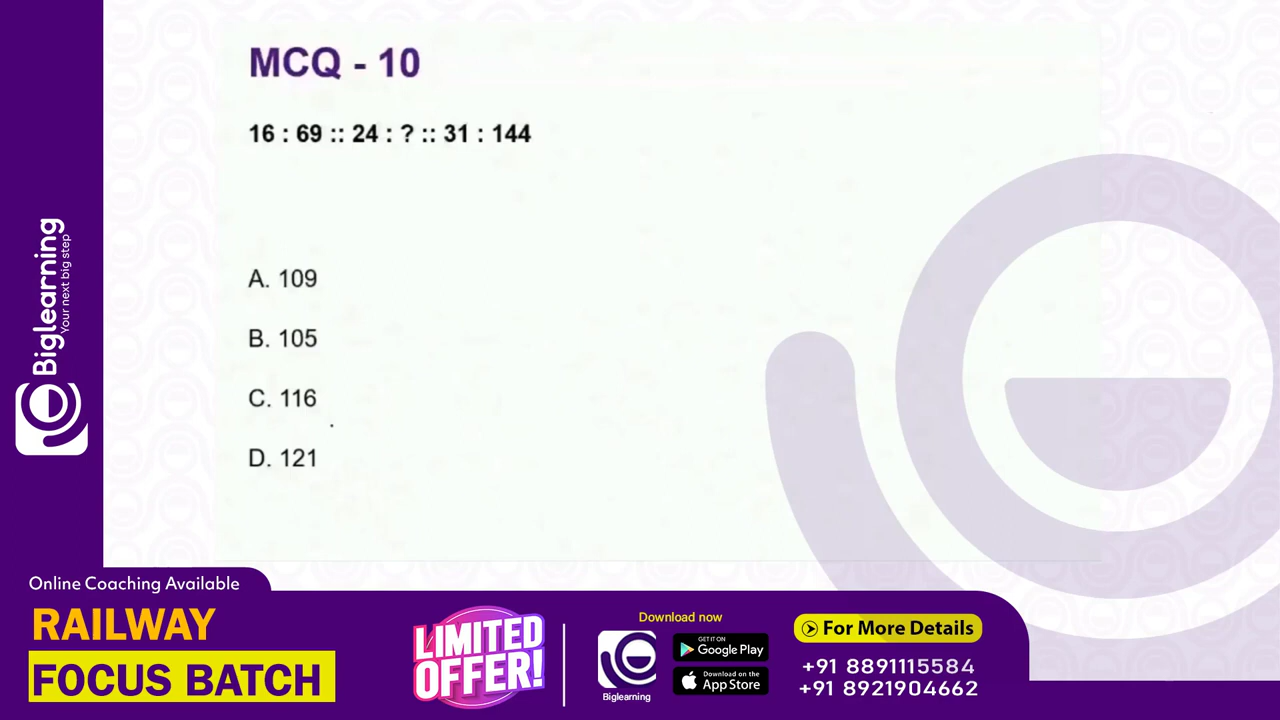 MCQ - 10
16 : 69 :: 24 : ? :: 31 : 144
A. 109
B. 105
C. 116
D. 121
Biglearning
Your next big step
Online Coaching Available
RAILWAY
FOCUS BATCH
LIMITED
OFFER!
Download now
Biglearning
GET IT ON
Google Play
Download on the
App Store
For More Details
+91 8891115584
+91 8921904662